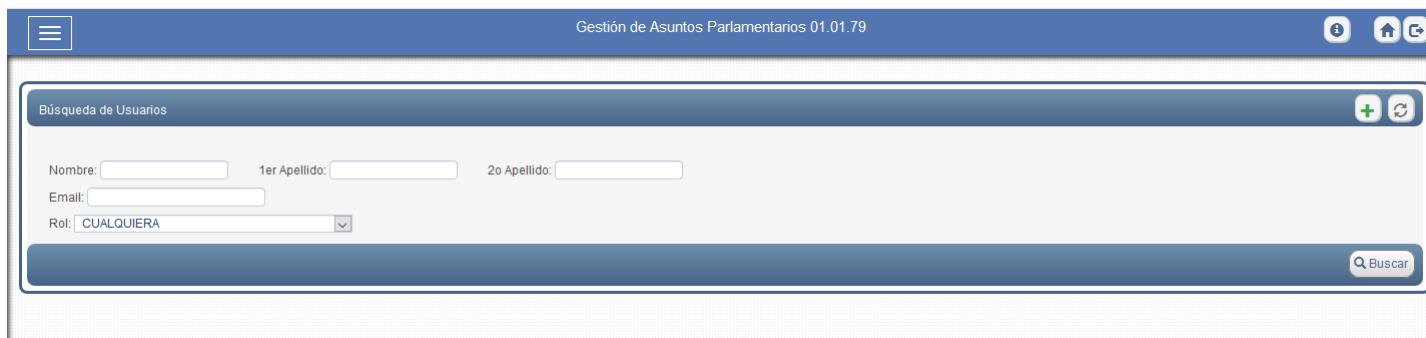 Gestión de Asuntos Parlamentarios 01.01.79
Búsqueda de Usuarios
Nombre: 1er Apellido: 2o Apellido:
Email:
Rol: CUALQUIERA
Buscar